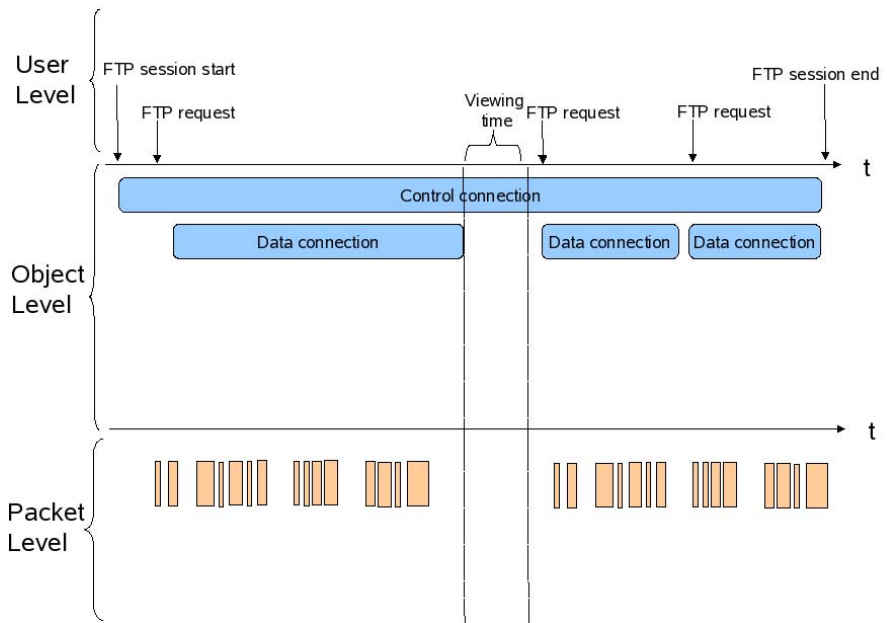 User
Level
FTP session start
FTP request
Viewing
time
FTP request
FTP request
FTP session end
t
Object
Level
Control connection
Data connection
Data connection
Data connection
t
Packet
Level